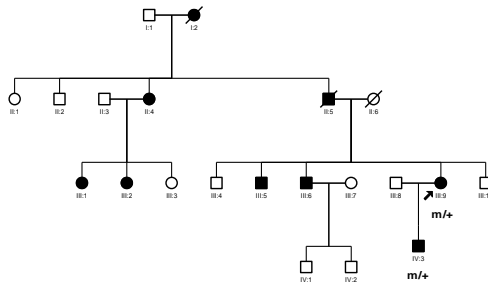 I:1 I:2
II:1 II:2 II:3 II:4 II:5 II:6
III:1 III:2 III:3 III:4 III:5 III:6 III:7 III:8 III:9 III:1
m/+
IV:1 IV:2 IV:3
m/+